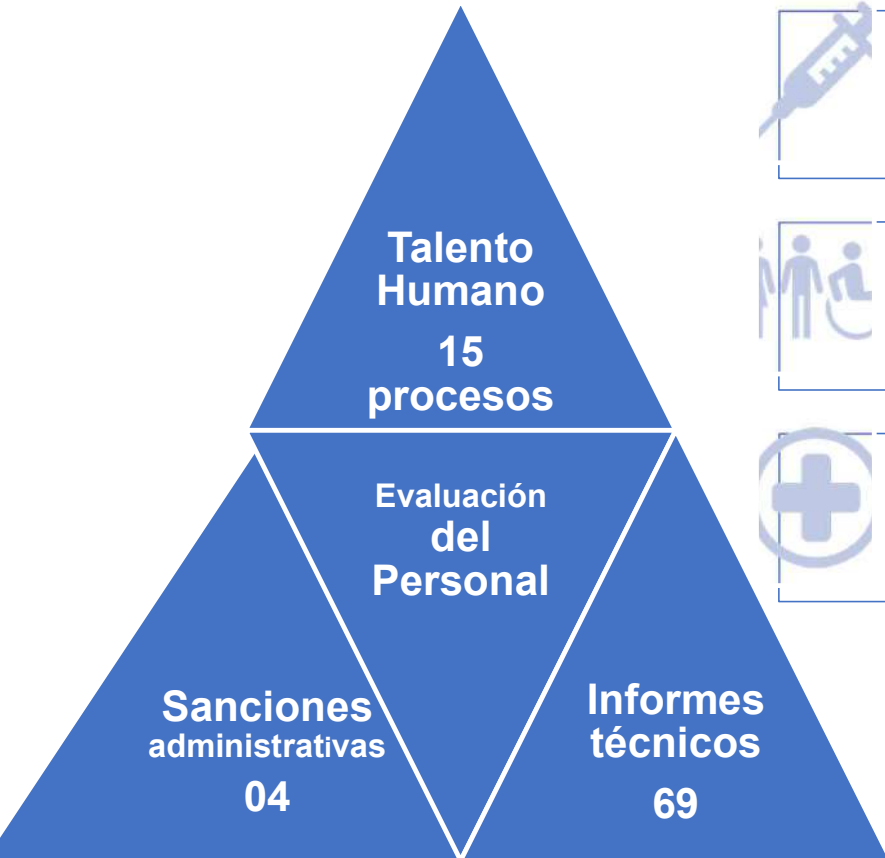 Talento
Humano
15
procesos
Evaluación
del
Personal
Sanciones
administrativas
04
Informes
técnicos
69